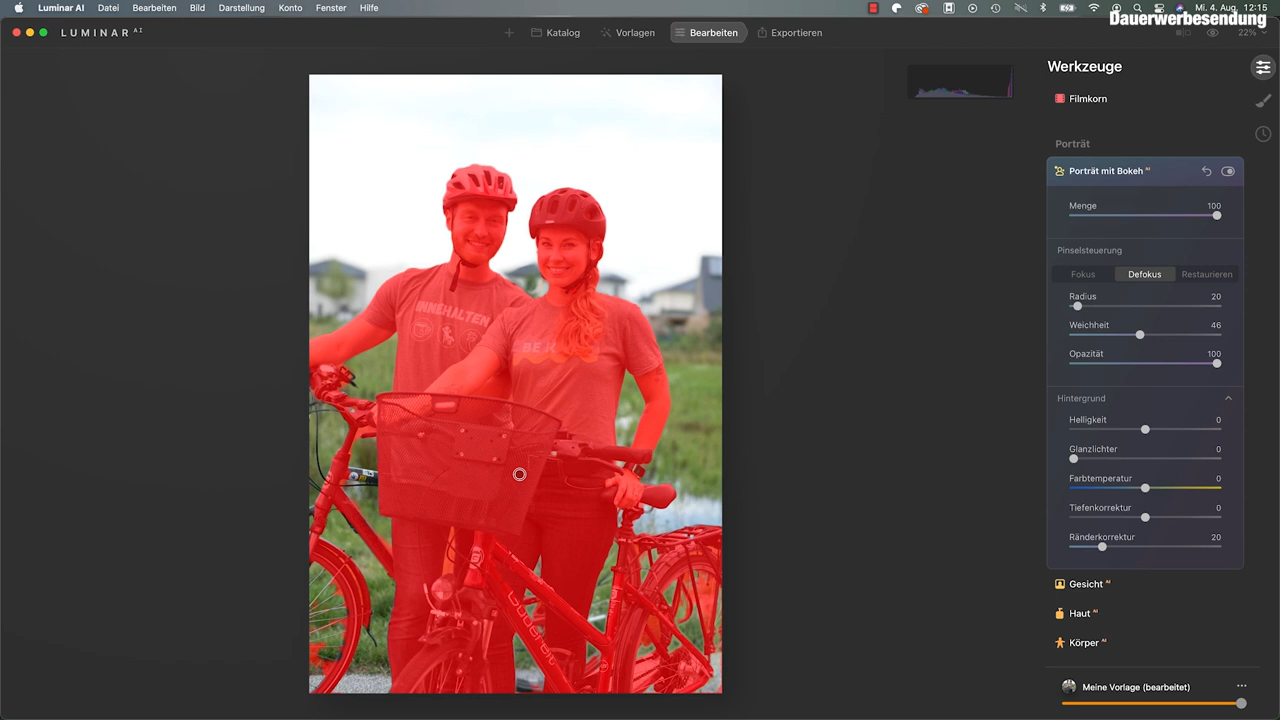 Luminar AI Datei Bearbeiten Bild Darstellung Konto Fenster Hilfe Mi. 4. Aug. 12:15
Dauerwerbesendung
LUMINAR AI Katalog Vorlagen Bearbeiten Exportieren 22%
Werkzeuge
Filmkorn
Porträt
Porträt mit Bokeh AI
Menge 100
Pinselsteuerung
Fokus Defokus Restaurieren
Radius 20
Weichheit 46
Opazität 100
Hintergrund
Helligkeit 0
Glanzlichter 0
Farbtemperatur 0
Tiefenkorrektur 0
Ränderkorrektur 20
Gesicht AI
Haut AI
Körper AI
Meine Vorlage (bearbeitet)
INNEHALTEN